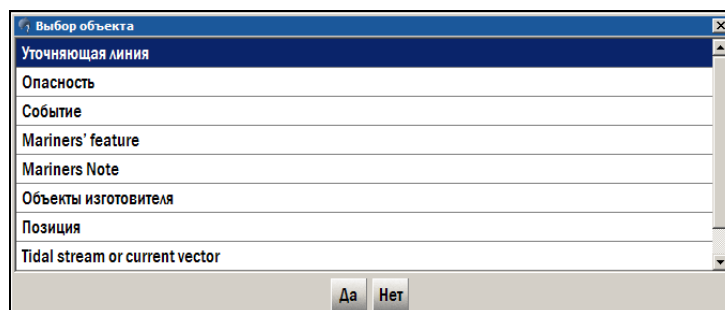 Выбор объекта
Уточняющая линия
Опасность
Событие
Mariners' feature
Mariners Note
Объекты изготовителя
Позиция
Tidal stream or current vector
Да Нет